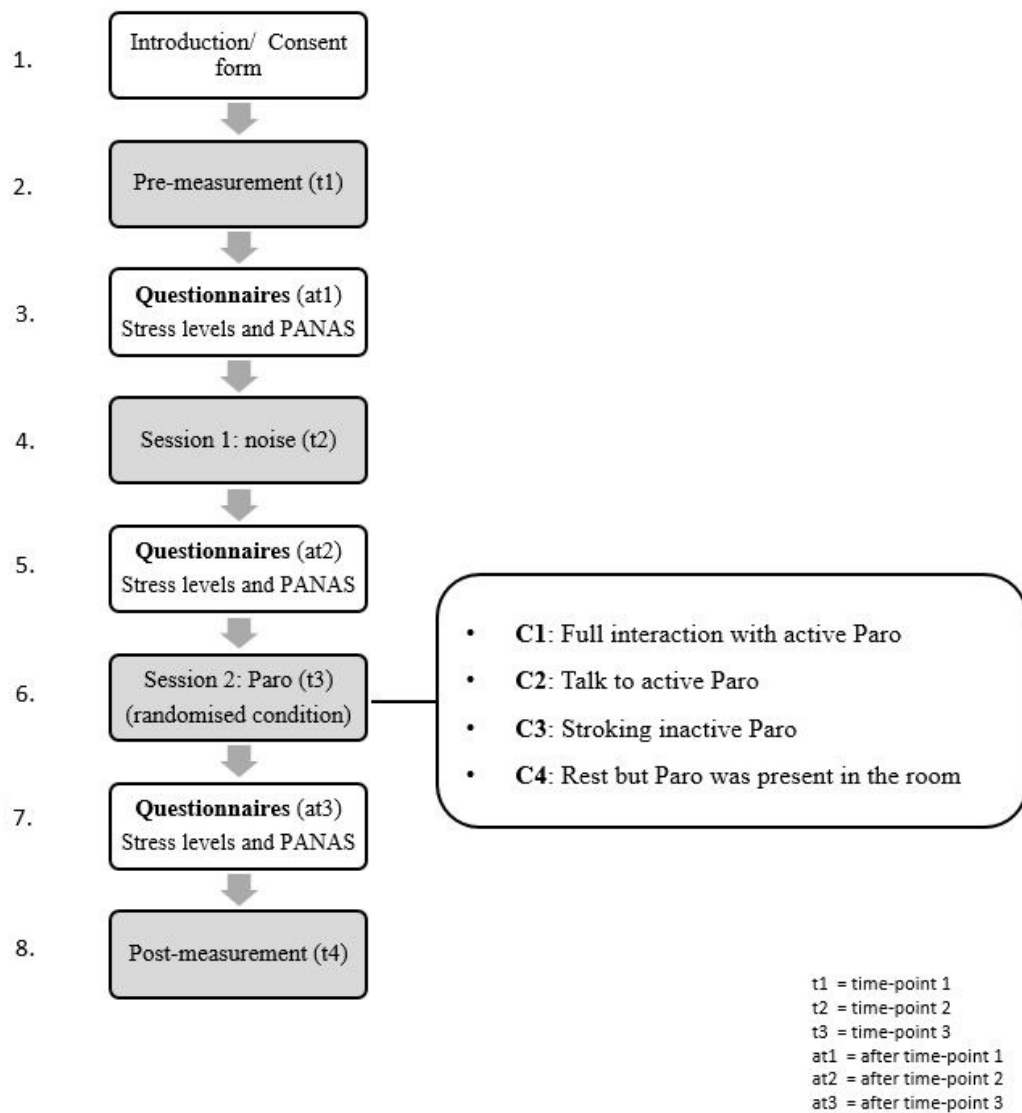 1.
Introduction/ Consent
form
2.
Pre-measurement (t1)
3.
Questionnaires (at1)
Stress levels and PANAS
4.
Session 1: noise (t2)
5.
Questionnaires (at2)
Stress levels and PANAS
6.
Session 2: Paro (t3)
(randomised condition)
• C1: Full interaction with active Paro
• C2: Talk to active Paro
• C3: Stroking inactive Paro
• C4: Rest but Paro was present in the room
7.
Questionnaires (at3)
Stress levels and PANAS
8.
Post-measurement (t4)
t1 = time-point 1
t2 = time-point 2
t3 = time-point 3
at1 = after time-point 1
at2 = after time-point 2
at3 = after time-point 3